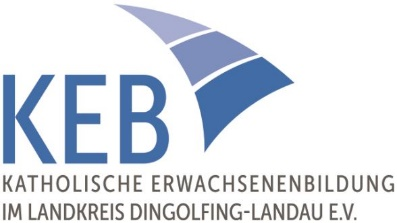 KEB
KATHOLISCHE ERWACHSENENBILDUNG
IM LANDKREIS DINGOLFING-LANDAU E.V.